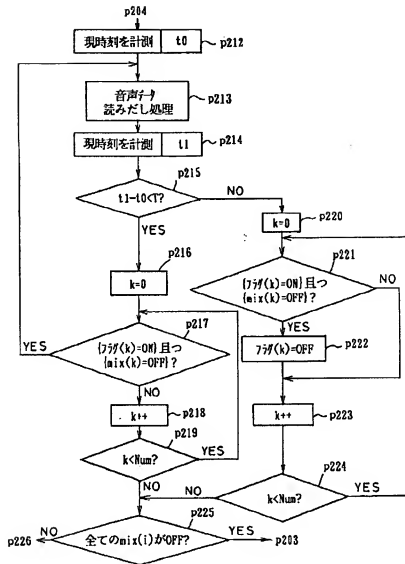 p204
現時刻を計測 t0
p212
音声データ
読みだし処理
p213
現時刻を計測 t1
p214
t1-t0<T?
p215
NO
YES
k=0
p216
k=0
p220
{フラグ(k)=ON}且つ
{mix(k)=OFF}?
p217
YES
NO
{フラグ(k)=ON}且つ
{mix(k)=OFF}?
p221
NO
YES
フラグ(k)=OFF
p222
k++
p218
k++
p223
k<Num?
p219
YES
NO
k<Num?
p224
YES
NO
全てのmix(i)がOFF?
p225
NO
p226
YES
p203